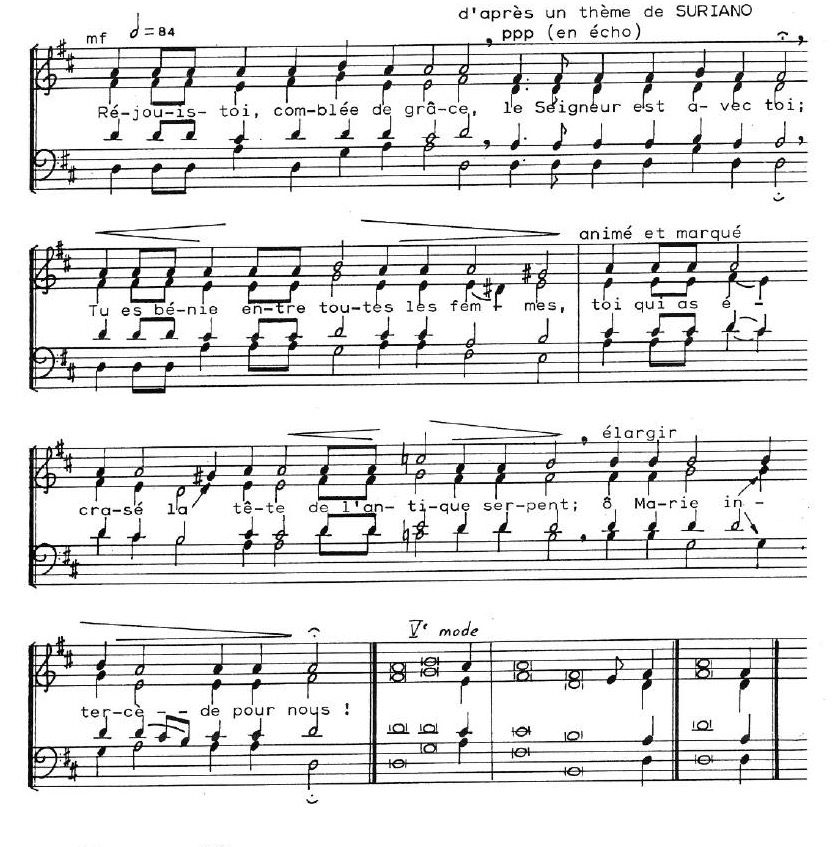 d'après un thème de SURIANO
mf = 84 ppp (en écho)
Ré-jou-is- toi, com-blée de grâ-ce, le Seigneur est a-vec toi;
animé et marqué
Tu es bé-nie en-tre tou-tes les fem - mes, toi qui as é -
élargir
cra-sé la tê-te de l'an- ti-que ser-pent; ô Ma-rie in -
Ve mode
ter-cè - - de pour nous !